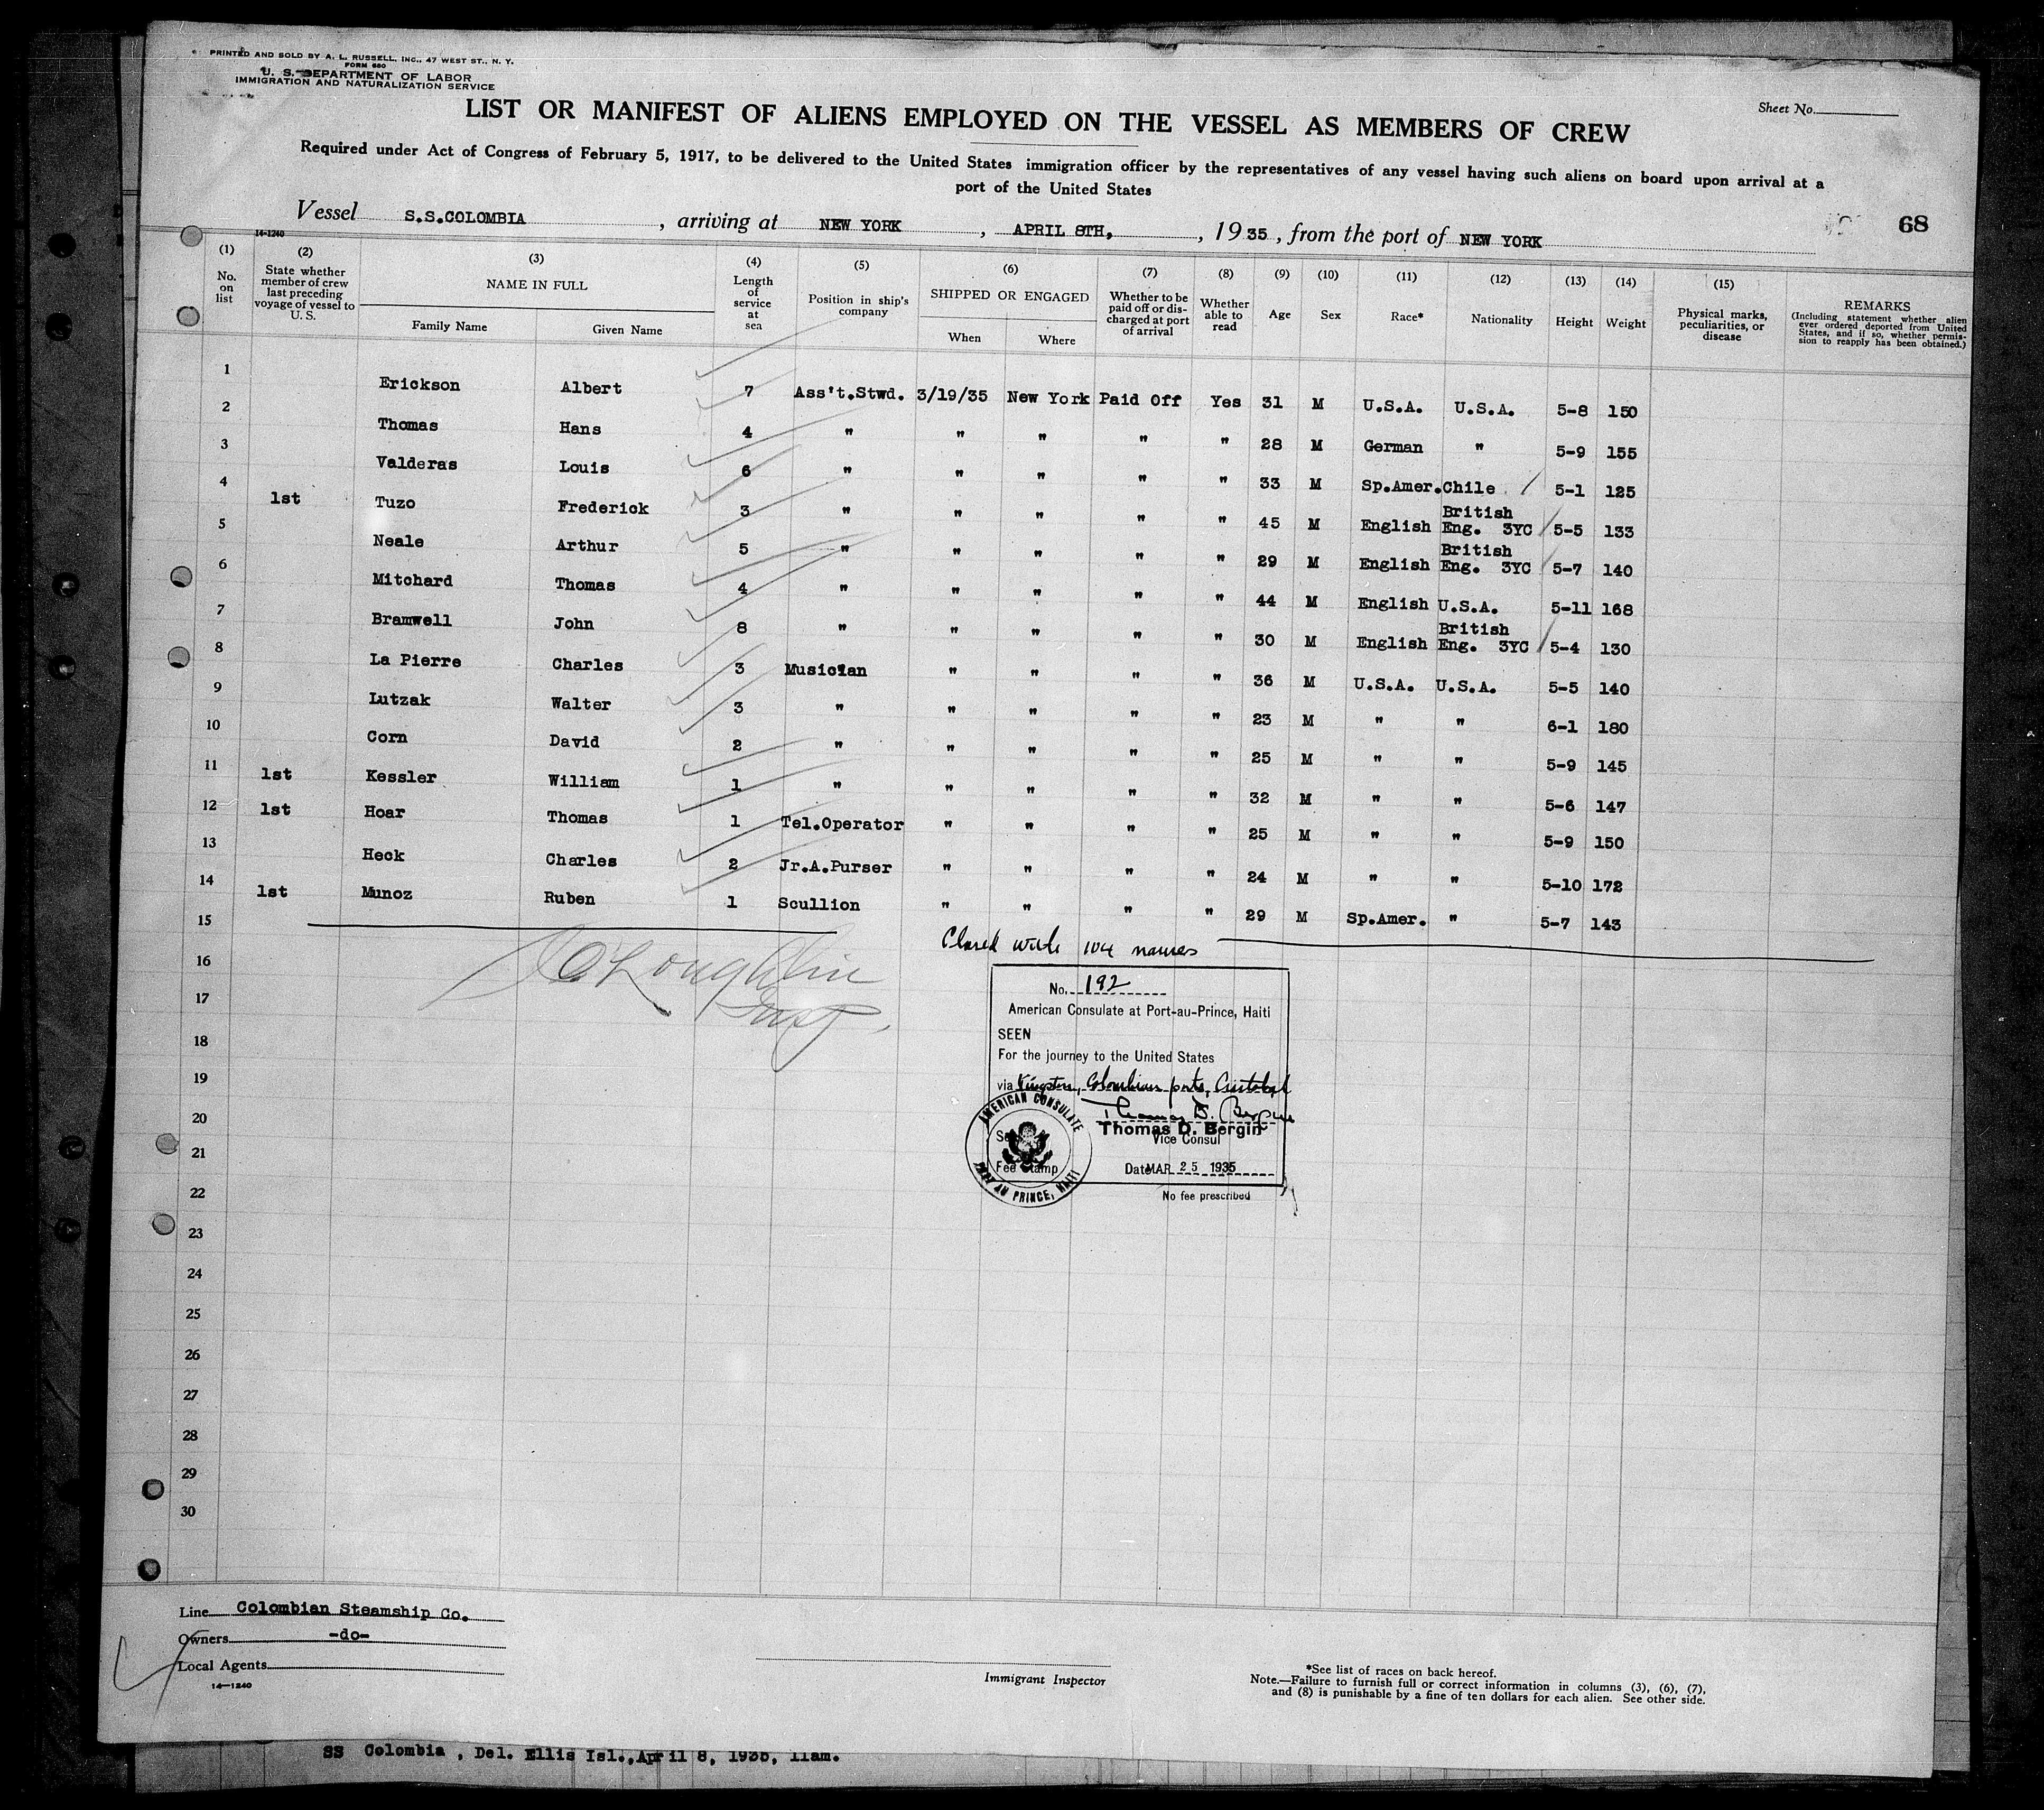 PRINTED AND SOLD BY A. L. RUSSELL, INC., 47 WEST ST., N. Y.
FORM 680
U. S. DEPARTMENT OF LABOR
IMMIGRATION AND NATURALIZATION SERVICE
Sheet No.
LIST OR MANIFEST OF ALIENS EMPLOYED ON THE VESSEL AS MEMBERS OF CREW
Required under Act of Congress of February 5, 1917, to be delivered to the United States immigration officer by the representatives of any vessel having such aliens on board upon arrival at a
port of the United States
68
Vessel S.S.COLOMBIA, arriving at NEW YORK, APRIL 8TH, 1935, from the port of NEW YORK
14-1240
(1) (2) (3) (4) (5) (6) (7) (8) (9) (10) (11) (12) (13) (14) (15)
No. on list
State whether member of crew last preceding voyage of vessel to U. S.
NAME IN FULL
Family Name Given Name
Length of service at sea
Position in ship's company
SHIPPED OR ENGAGED
When Where
Whether to be paid off or discharged at port of arrival
Whether able to read
Age
Sex
Race*
Nationality
Height
Weight
Physical marks, peculiarities, or disease
REMARKS
(Including statement whether alien ever ordered deported from United States, and if so, whether permission to reapply has been obtained.)
1 Erickson Albert 7 Ass't.Stwd. 3/19/35 New York Paid Off Yes 31 M U.S.A. U.S.A. 5-8 150
2 Thomas Hans 4 " " " " " 28 M German " 5-9 155
3 Valderas Louis 6 " " " " " 33 M Sp.Amer. Chile 5-1 125
4 1st Tuzo Frederick 3 " " " " " 45 M English British Eng. 3YC 5-5 133
5 Neale Arthur 5 " " " " " 29 M English British Eng. 3YC 5-7 140
6 Mitchard Thomas 4 " " " " " 44 M English U.S.A. 5-11 168
7 Bramwell John 8 " " " " " 30 M English British Eng. 3YC 5-4 130
8 La Pierre Charles 3 Musician " " " " 36 M U.S.A. U.S.A. 5-5 140
9 Lutzak Walter 3 " " " " " 23 M " " 6-1 180
10 Corn David 2 " " " " " 25 M " " 5-9 145
11 1st Kessler William 1 " " " " " 32 M " " 5-6 147
12 1st Hoar Thomas 1 Tel.Operator " " " " 25 M " " 5-9 150
13 Heck Charles 2 Jr.A.Purser " " " " 24 M " " 5-10 172
14 1st Munoz Ruben 1 Scullion " " " " 29 M Sp.Amer. " 5-7 143
15
Closed with 104 names
16
O'Loughlin
Insp.
17
18
19
20
21
22
23
24
25
26
27
28
29
30
No. 192
American Consulate at Port-au-Prince, Haiti
SEEN
For the journey to the United States
via Kingston, Colombian ports, Cristobal
Thomas D. Bergin
Thomas D. Bergin
Vice Consul
AMERICAN CONSULATE
PORT AU PRINCE, HAITI
Fee Stamp
Date MAR 25 1935
No fee prescribed
Line Colombian Steamship Co.
Owners -do-
Local Agents
14-1240
Immigrant Inspector
*See list of races on back hereof.
Note.—Failure to furnish full or correct information in columns (3), (6), (7),
and (8) is punishable by a fine of ten dollars for each alien. See other side.
SS Colombia, Del. Ellis Isl., April 8, 1935, 11am.